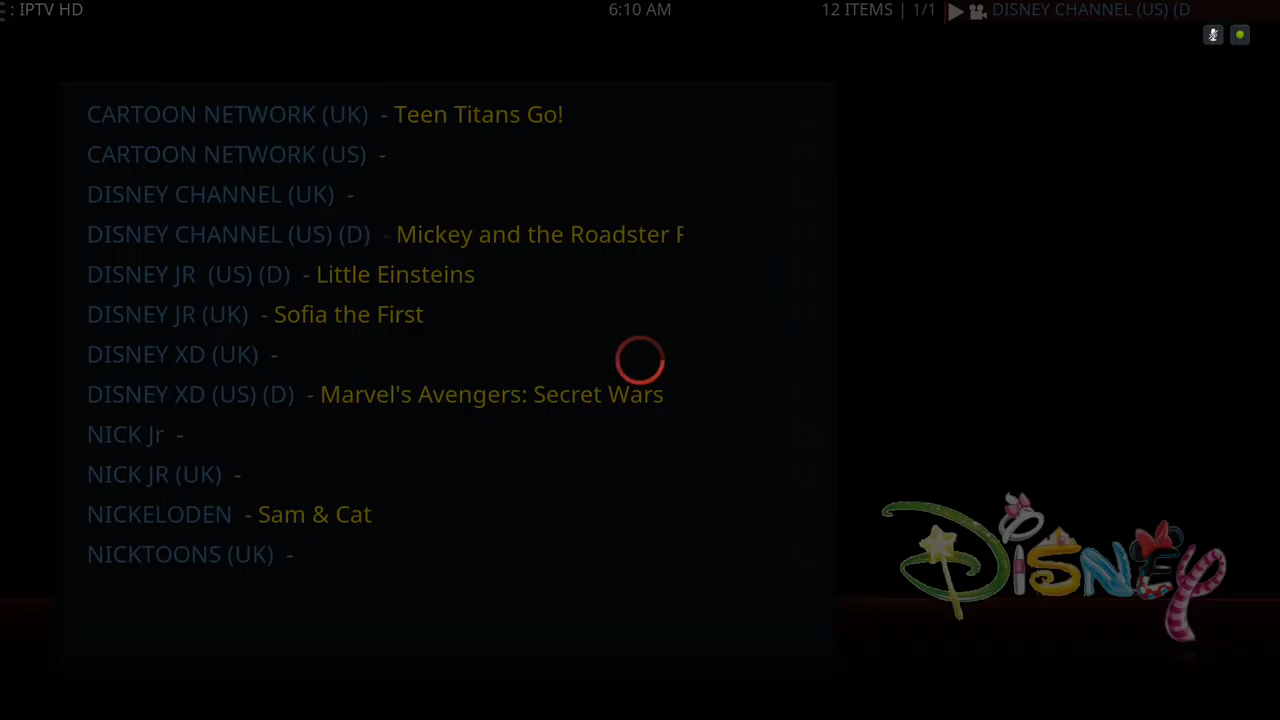 : IPTV HD
6:10 AM
12 ITEMS | 1/1
DISNEY CHANNEL (US) (D
CARTOON NETWORK (UK) - Teen Titans Go!
CARTOON NETWORK (US) -
DISNEY CHANNEL (UK) -
DISNEY CHANNEL (US) (D) - Mickey and the Roadster
DISNEY JR (US) (D) - Little Einsteins
DISNEY JR (UK) - Sofia the First
DISNEY XD (UK) -
DISNEY XD (US) (D) - Marvel's Avengers: Secret Wars
NICK Jr -
NICK JR (UK) -
NICKELODEN - Sam & Cat
NICKTOONS (UK) -
DiSNEY